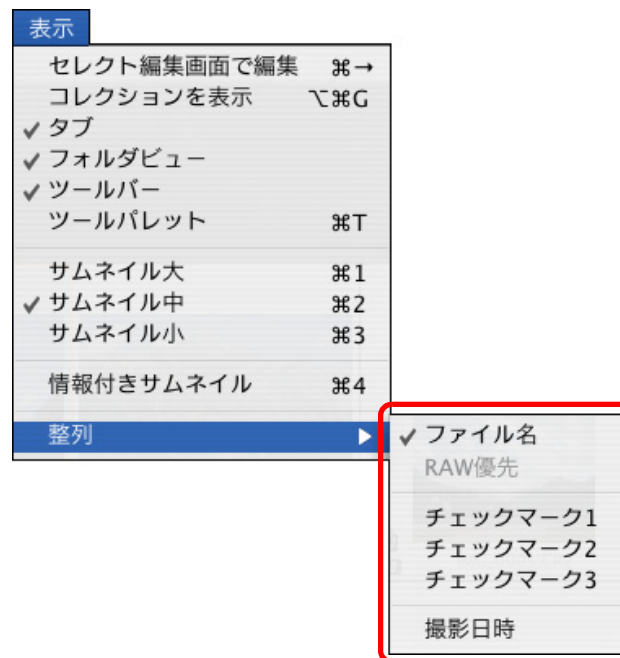 表示
セレクト編集画面で編集 ⌘→
コレクションを表示 ⌥⌘G
✓ タブ
✓ フォルダビュー
✓ ツールバー
ツールパレット ⌘T
サムネイル大 ⌘1
✓ サムネイル中 ⌘2
サムネイル小 ⌘3
情報付きサムネイル ⌘4
整列 ▶
✓ ファイル名
RAW優先
チェックマーク1
チェックマーク2
チェックマーク3
撮影日時